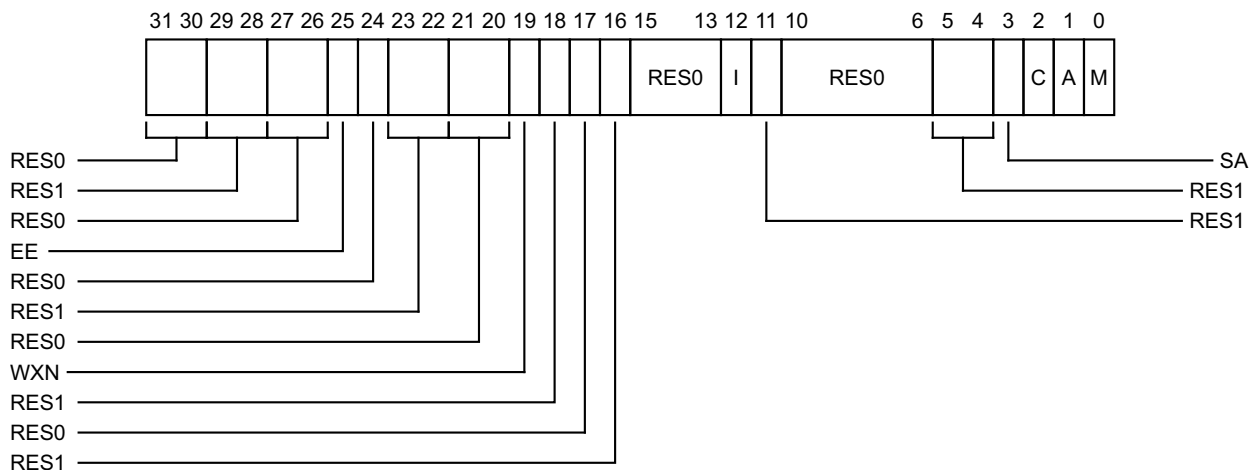 31 30 29 28 27 26 25 24 23 22 21 20 19 18 17 16 15 13 12 11 10 6 5 4 3 2 1 0
RES0 I RES0 C A M
RES0 SA
RES1 RES1
RES0 RES1
EE
RES0
RES1
RES0
WXN
RES1
RES0
RES1